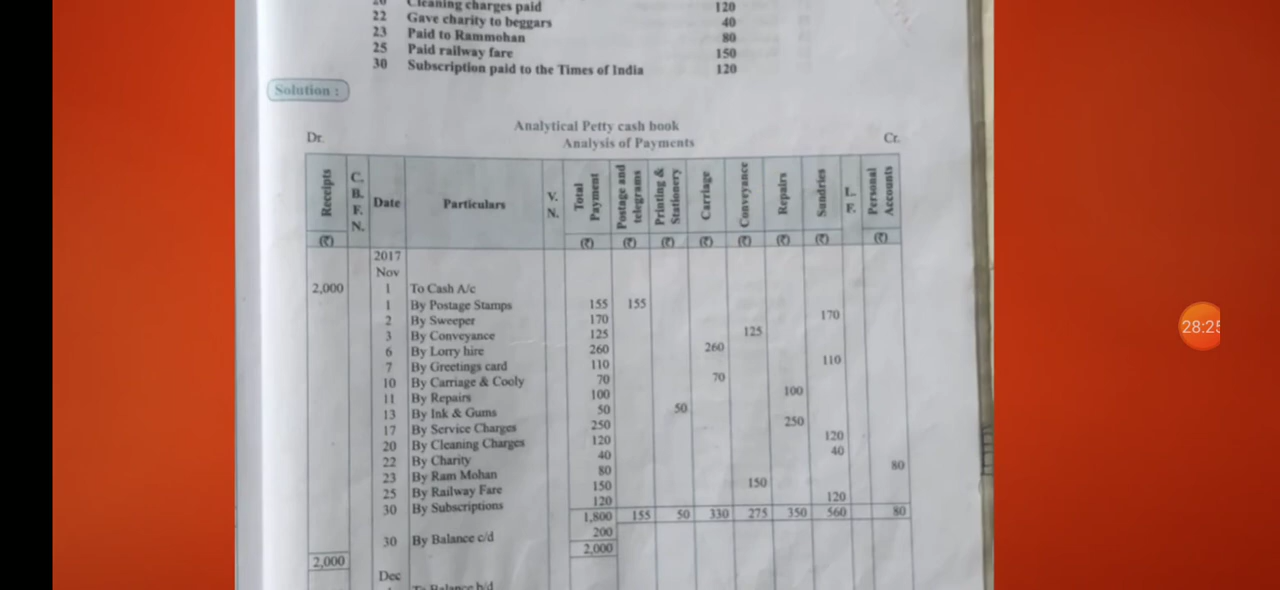 20 Cleaning charges paid 120
22 Gave charity to beggars 40
23 Paid to Rammohan 80
25 Paid railway fare 150
30 Subscription paid to the Times of India 120
Solution :
Analytical Petty cash book
Dr. Analysis of Payments Cr.
Receipts C. B. F. N. Date Particulars V. N. Total Payment Postage and telegrams Printing & Stationery Carriage Conveyance Repairs Sundries L. F. Personal Accounts
(₹) (₹) (₹) (₹) (₹) (₹) (₹) (₹) (₹)
2017
Nov
2,000 1 To Cash A/c
1 By Postage Stamps 155 155
2 By Sweeper 170 170
3 By Conveyance 125 125
6 By Lorry hire 260 260
7 By Greetings card 110 110
10 By Carriage & Cooly 70 70
11 By Repairs 100 100
13 By Ink & Gums 50 50
17 By Service Charges 250 250
20 By Cleaning Charges 120 120
22 By Charity 40 40
23 By Ram Mohan 80 80
25 By Railway Fare 150 150
30 By Subscriptions 120 120
1,800 155 50 330 275 350 560 80
30 By Balance c/d 200
2,000 2,000
Dec
To Balance b/d
28:25